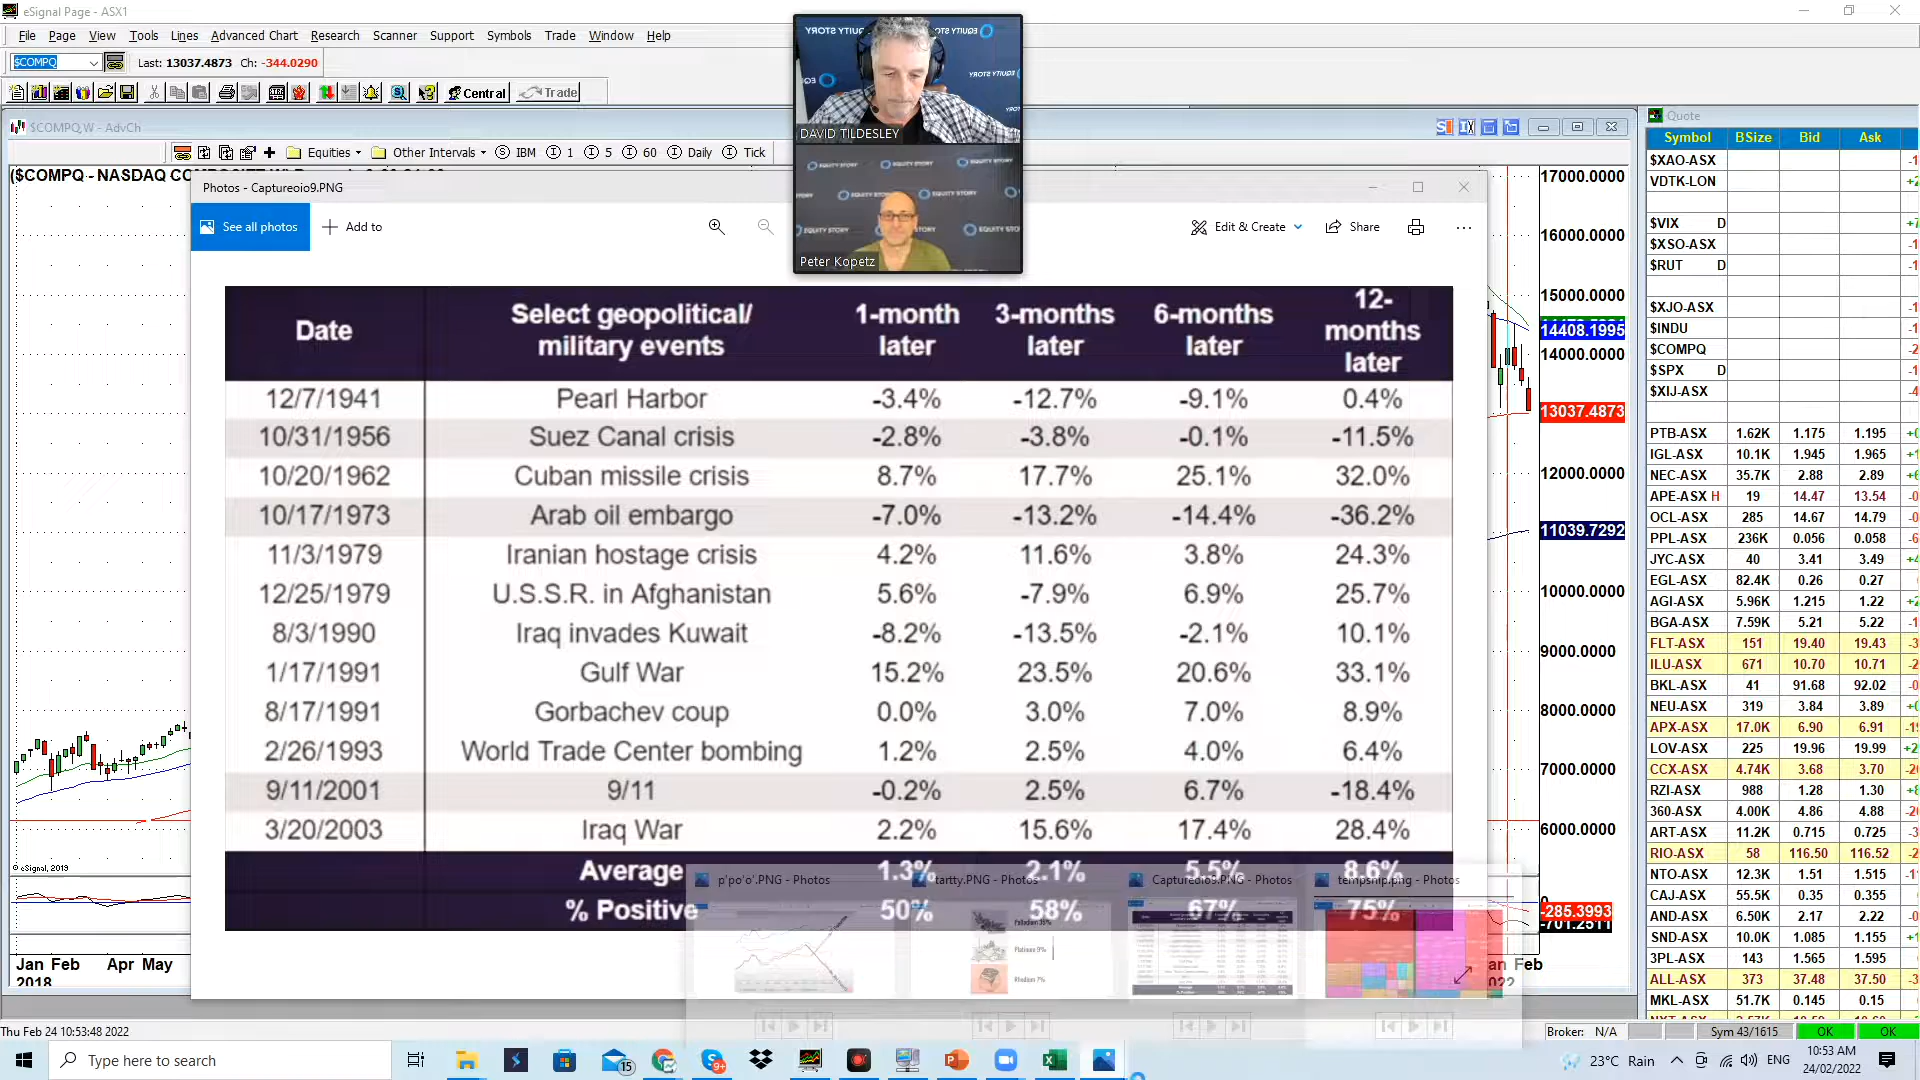 eSignal Page - ASX1
File Page View Tools Lines Advanced Chart Research Scanner Support Symbols Trade Window Help
$COMPQ Last: 13037.4873 Ch: -344.0290
Central Trade
$COMPQ,W - AdvCh
Equities Other Intervals IBM 1 5 60 Daily Tick
($COMPQ - NASDAQ COMPOSITE
Photos - Captureoio9.PNG
See all photos Add to Edit & Create Share
DAVID TILDESLEY
EQUITY STORY
Peter Kopetz
Date Select geopolitical/ military events 1-month later 3-months later 6-months later 12-months later
12/7/1941 Pearl Harbor -3.4% -12.7% -9.1% 0.4%
10/31/1956 Suez Canal crisis -2.8% -3.8% -0.1% -11.5%
10/20/1962 Cuban missile crisis 8.7% 17.7% 25.1% 32.0%
10/17/1973 Arab oil embargo -7.0% -13.2% -14.4% -36.2%
11/3/1979 Iranian hostage crisis 4.2% 11.6% 3.8% 24.3%
12/25/1979 U.S.S.R. in Afghanistan 5.6% -7.9% 6.9% 25.7%
8/3/1990 Iraq invades Kuwait -8.2% -13.5% -2.1% 10.1%
1/17/1991 Gulf War 15.2% 23.5% 20.6% 33.1%
8/17/1991 Gorbachev coup 0.0% 3.0% 7.0% 8.9%
2/26/1993 World Trade Center bombing 1.2% 2.5% 4.0% 6.4%
9/11/2001 9/11 -0.2% 2.5% 6.7% -18.4%
3/20/2003 Iraq War 2.2% 15.6% 17.4% 28.4%
Average 1.3% 2.1% 5.5% 8.6%
% Positive 50% 58% 67% 75%
p'po'o'.PNG - Photos tartty.PNG - Photos Captureoio9.PNG - Photos tempsnip.png - Photos
Palladium
Platinum 9%
Rhodium 7%
© eSignal, 2019
Jan Feb Apr May
2018
17000.0000
16000.0000
15000.0000
14408.1995
14000.0000
13037.4873
12000.0000
11039.7292
10000.0000
9000.0000
8000.0000
7000.0000
6000.0000
-285.3993
-701.2511
Feb
Quote
Symbol BSize Bid Ask
$XAO-ASX
VDTK-LON
$VIX D
$XSO-ASX
$RUT D
$XJO-ASX
$INDU
$COMPQ
$SPX D
$XIJ-ASX
PTB-ASX 1.62K 1.175 1.195
IGL-ASX 10.1K 1.945 1.965
NEC-ASX 35.7K 2.88 2.89
APE-ASX H 19 14.47 13.54
OCL-ASX 285 14.67 14.79
PPL-ASX 236K 0.056 0.058
JYC-ASX 40 3.41 3.49
EGL-ASX 82.4K 0.26 0.27
AGI-ASX 5.96K 1.215 1.22
BGA-ASX 7.59K 5.21 5.22
FLT-ASX 151 19.40 19.43
ILU-ASX 671 10.70 10.71
BKL-ASX 41 91.68 92.02
NEU-ASX 319 3.84 3.89
APX-ASX 17.0K 6.90 6.91
LOV-ASX 225 19.96 19.99
CCX-ASX 4.74K 3.68 3.70
RZI-ASX 988 1.28 1.30
360-ASX 4.00K 4.86 4.88
ART-ASX 11.2K 0.715 0.725
RIO-ASX 58 116.50 116.52
NTO-ASX 12.3K 1.51 1.515
CAJ-ASX 55.5K 0.35 0.355
AND-ASX 6.50K 2.17 2.22
SND-ASX 10.0K 1.085 1.155
3PL-ASX 143 1.565 1.595
ALL-ASX 373 37.48 37.50
MKL-ASX 51.7K 0.145 0.15
Thu Feb 24 10:53:48 2022
Broker: N/A Sym 43/1615 OK OK
Type here to search
15
9+
23°C Rain ENG 10:53 AM
24/02/2022